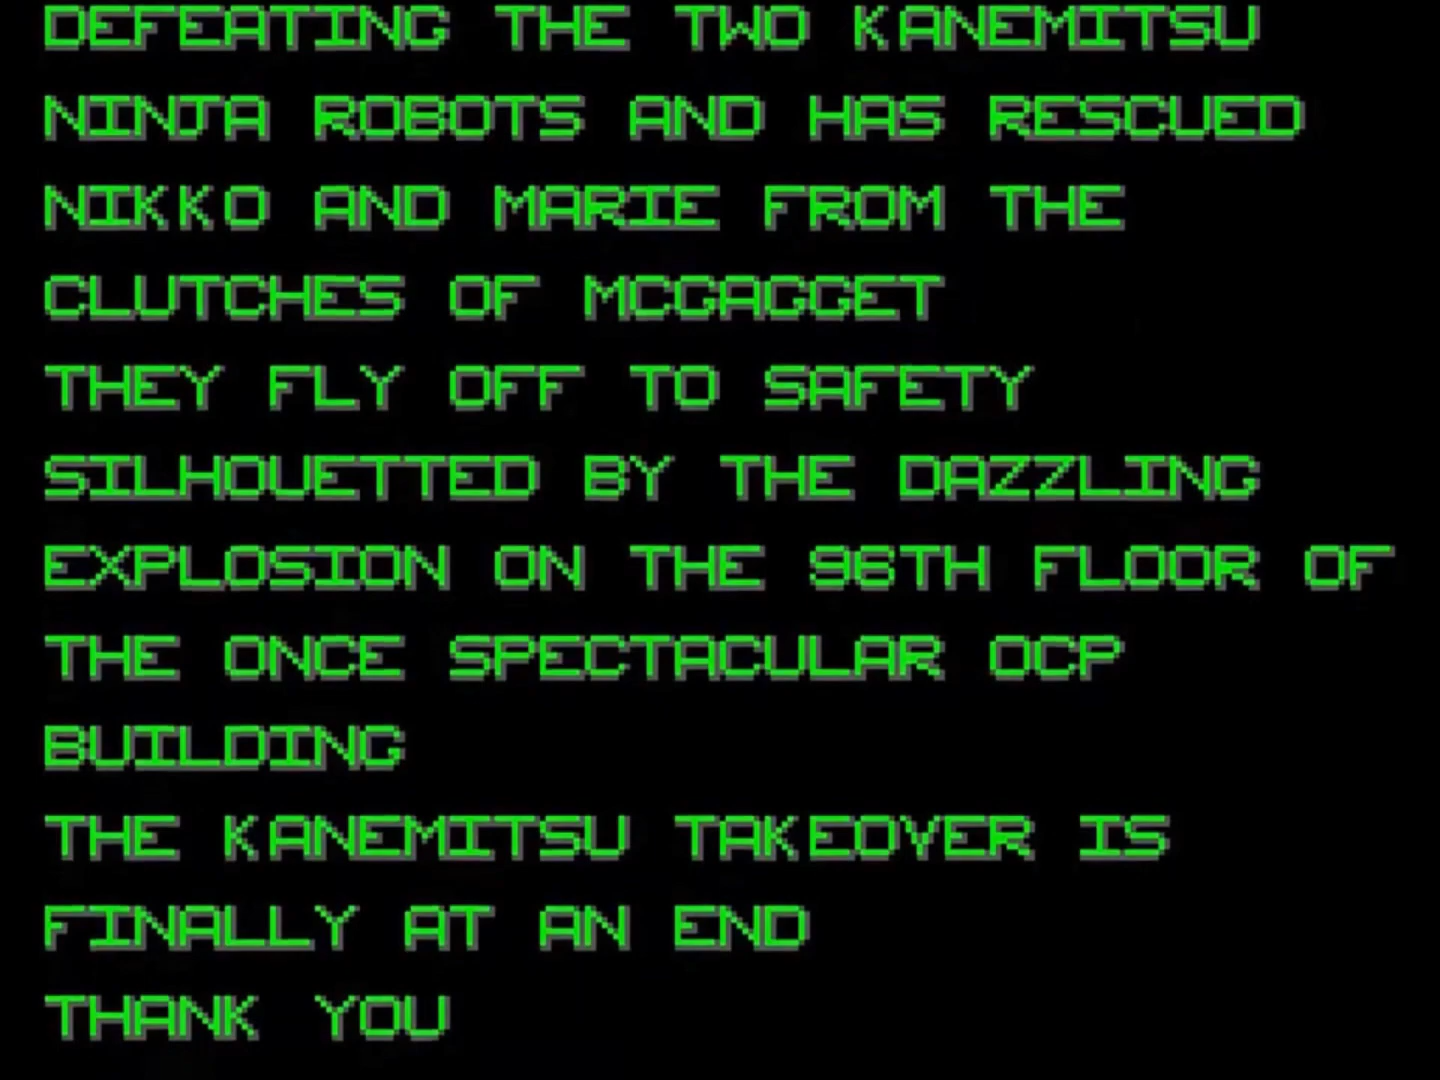 DEFEATING THE TWO KANEMITSU
NINJA ROBOTS AND HAS RESCUED
NIKKO AND MARIE FROM THE
CLUTCHES OF MCGAGGET
THEY FLY OFF TO SAFETY
SILHOUETTED BY THE DAZZLING
EXPLOSION ON THE 96TH FLOOR OF
THE ONCE SPECTACULAR OCP
BUILDING
THE KANEMITSU TAKEOVER IS
FINALLY AT AN END
THANK YOU